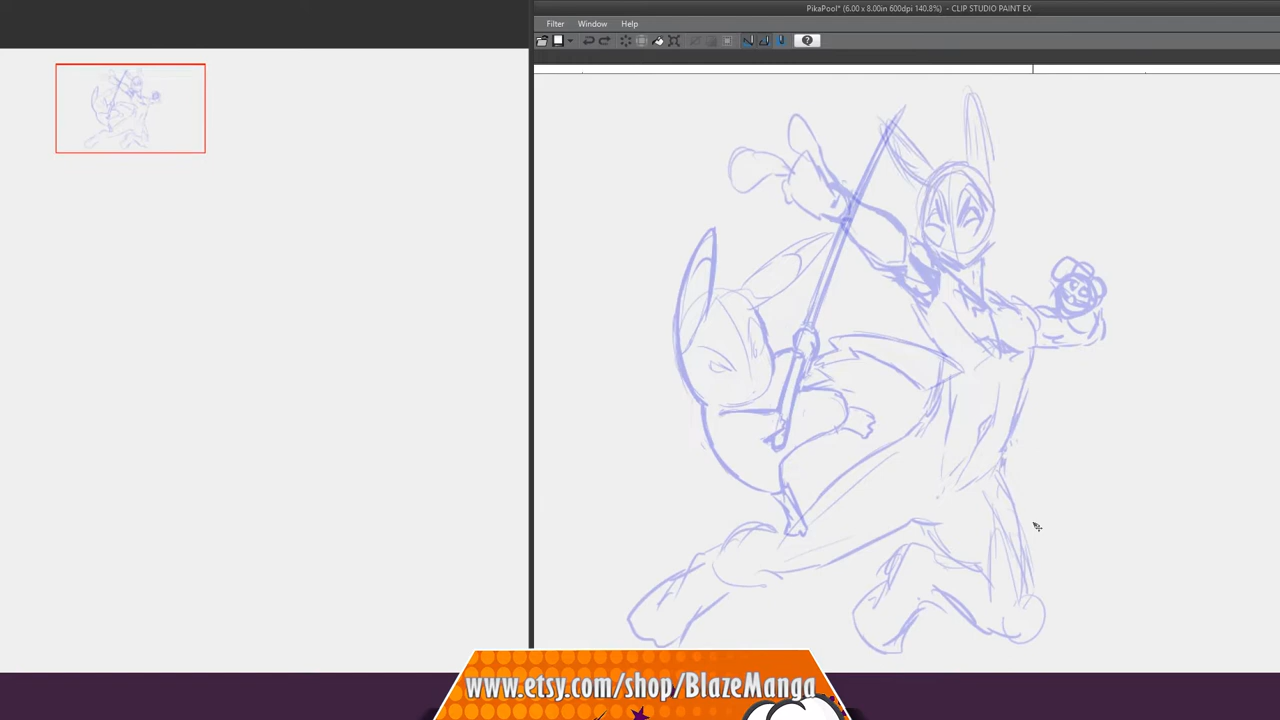 PikaPool* (6.00 x 8.00in 600dpi 140.8%) - CLIP STUDIO PAINT EX
Filter Window Help
www.etsy.com/shop/BlazeManga